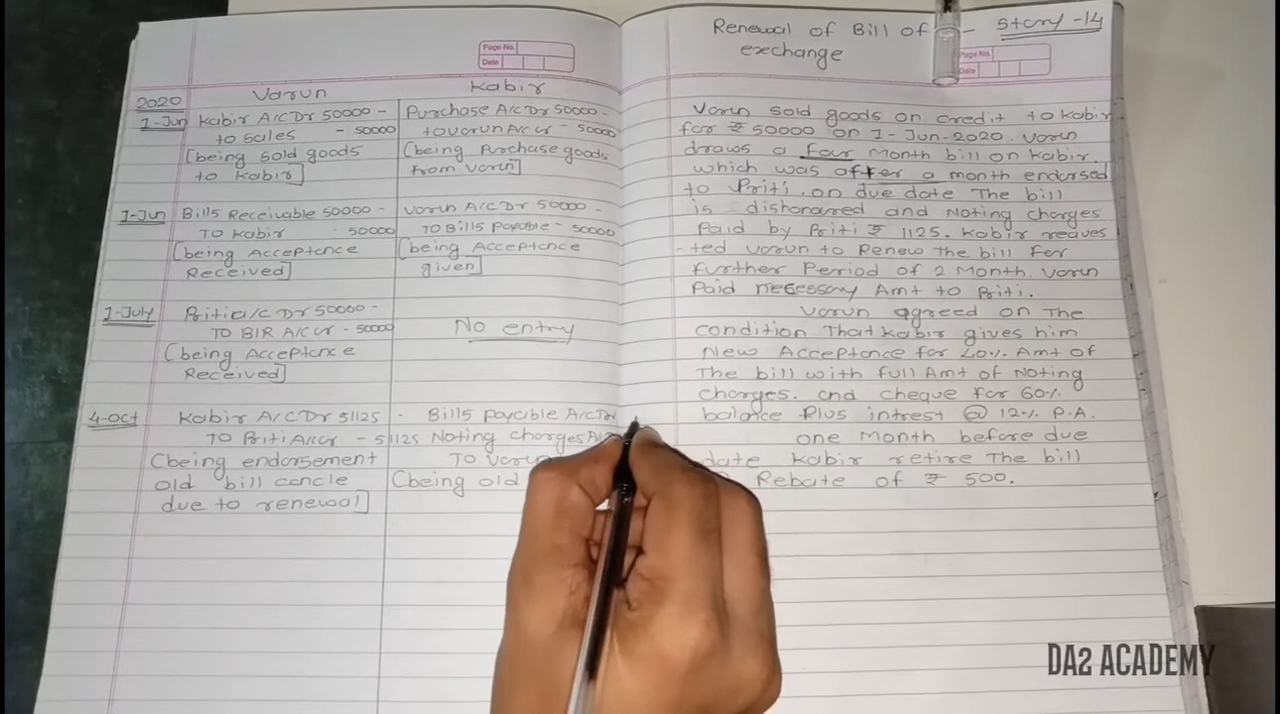 Renewal of Bill of
exchange
Story -14
Page No.
Date
Page No.
Date
Varun
Kabir
2020
1-Jun
Kabir A/C Dr 50000 -
to sales - 50000
[being sold goods
to Kabir]
Purchase A/C Dr 50000 -
to varun A/c cr - 50000
(being Purchase goods
from varun]
1-Jun
Bills Receivable 50000 -
TO Kabir - 50000
(being Acceptance
Received]
Varun A/C Dr 50000 -
TO Bills Payable - 50000
(being Acceptance
given]
1-July
Priti a/c Dr 50000 -
TO B/R A/C cr - 50000
(being Acceptance
Received]
No entry
4-Oct
Kabir A/C Dr 51125 -
TO Priti A/c cr - 51125
(being endorsement
old bill cancle
due to renewal]
Bills payable A/C
Noting charges
TO Varun
(being old
Varun sold goods on credit to Kabir
for ₹ 50000 on 1-Jun-2020. Varun
draws a four Month bill on Kabir.
which was after a month endorsed
to Priti. on due date The bill
is dishonared and Noting charges
Paid by Priti ₹ 1125. Kabir reques
-ted varun to Renew the bill for
further Period of 2 Month. Varun
Paid necessary Amt to Priti.
Varun agreed on The
condition That Kabir gives him
New Acceptance for 40% Amt of
The bill with full Amt of Noting
charges. and cheque for 60%
balance Plus intrest @ 12% P.A.
one Month before due
date Kabir retire The bill
Rebate of ₹ 500.
DA2 ACADEMY